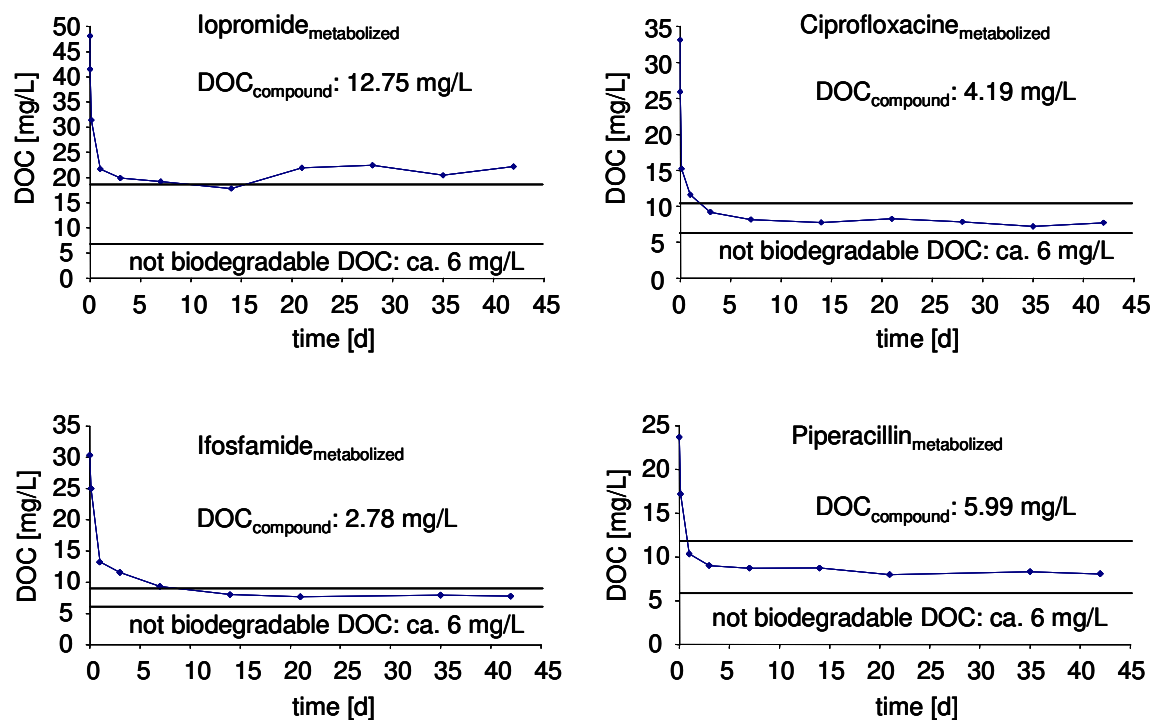 Iopromide metabolized
DOC compound: 12.75 mg/L
DOC [mg/L]
50
45
40
35
30
25
20
15
10
5
0
not biodegradable DOC: ca. 6 mg/L
0 5 10 15 20 25 30 35 40 45
time [d]
Ciprofloxacine metabolized
DOC compound: 4.19 mg/L
DOC [mg/L]
35
30
25
20
15
10
5
0
not biodegradable DOC: ca. 6 mg/L
0 5 10 15 20 25 30 35 40 45
time [d]
Ifosfamide metabolized
DOC compound: 2.78 mg/L
DOC [mg/L]
35
30
25
20
15
10
5
0
not biodegradable DOC: ca. 6 mg/L
0 5 10 15 20 25 30 35 40 45
time [d]
Piperacillin metabolized
DOC compound: 5.99 mg/L
DOC [mg/L]
25
20
15
10
5
0
not biodegradable DOC: ca. 6 mg/L
0 5 10 15 20 25 30 35 40 45
time [d]